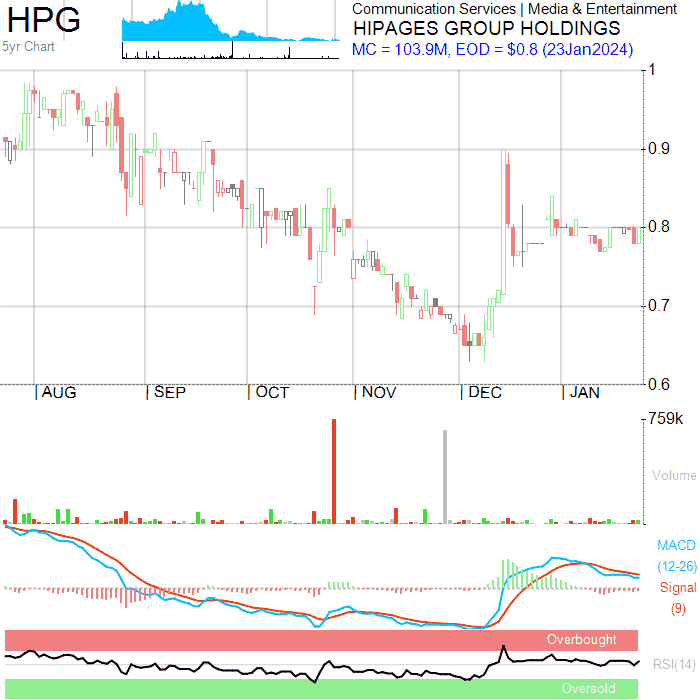 HPG
5yr Chart
Communication Services | Media & Entertainment
HIPAGES GROUP HOLDINGS
MC = 103.9M, EOD = $0.8 (23Jan2024)
1
0.9
0.8
0.7
0.6
AUG
SEP
OCT
NOV
DEC
JAN
759k
Volume
MACD
(12-26)
Signal
(9)
Overbought
RSI(14)
Oversold